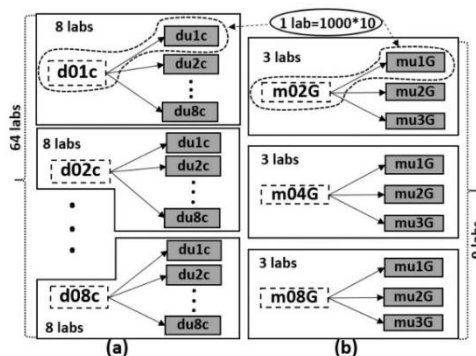 8 labs
1 lab=1000*10
du1c
d01c
du2c
du8c
3 labs
mu1G
m02G
mu2G
mu3G
64 labs
8 labs
du1c
d02c
du2c
du8c
3 labs
mu1G
m04G
mu2G
mu3G
9 labs
du1c
du2c
d08c
du8c
8 labs
3 labs
mu1G
m08G
mu2G
mu3G
(a)
(b)